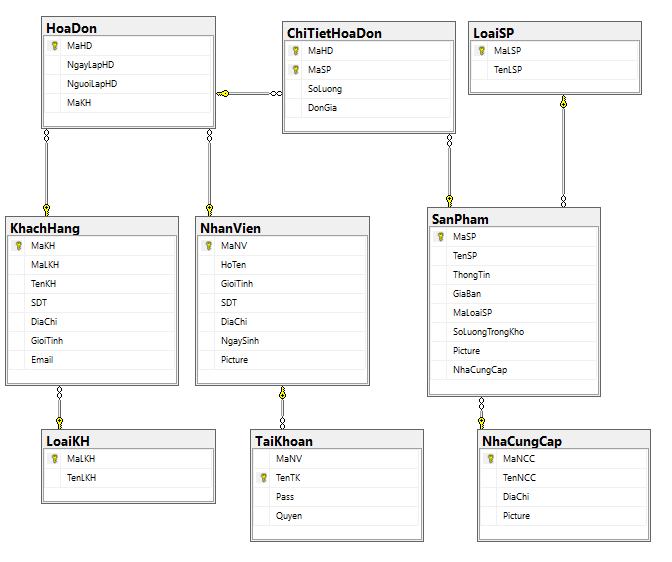 HoaDon
MaHD
NgayLapHD
NguoiLapHD
MaKH
ChiTietHoaDon
MaHD
MaSP
SoLuong
DonGia
LoaiSP
MaLSP
TenLSP
KhachHang
MaKH
MaLKH
TenKH
SDT
DiaChi
GioiTinh
Email
NhanVien
MaNV
HoTen
GioiTinh
SDT
DiaChi
NgaySinh
Picture
SanPham
MaSP
TenSP
ThongTin
GiaBan
MaLoaiSP
SoLuongTrongKho
Picture
NhaCungCap
LoaiKH
MaLKH
TenLKH
TaiKhoan
MaNV
TenTK
Pass
Quyen
NhaCungCap
MaNCC
TenNCC
DiaChi
Picture